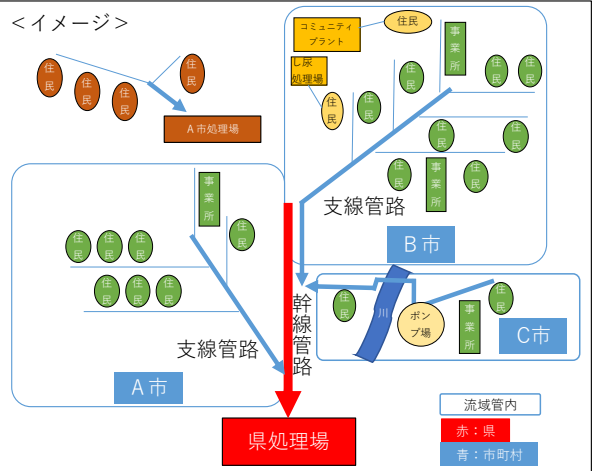 ＜イメージ＞
住民
住民
住民
住民
Ａ市処理場
コミュニティ
プラント
住民
し尿
処理場
住民
事業所
住民
住民
住民
住民
住民
住民
住民
事業所
住民
支線管路
Ｂ市
事業所
住民
住民
住民
住民
住民
住民
住民
支線管路
Ａ市
幹線管路
住民
川
ポン
プ場
事業所
住民
Ｃ市
県処理場
流域管内
赤：県
青：市町村